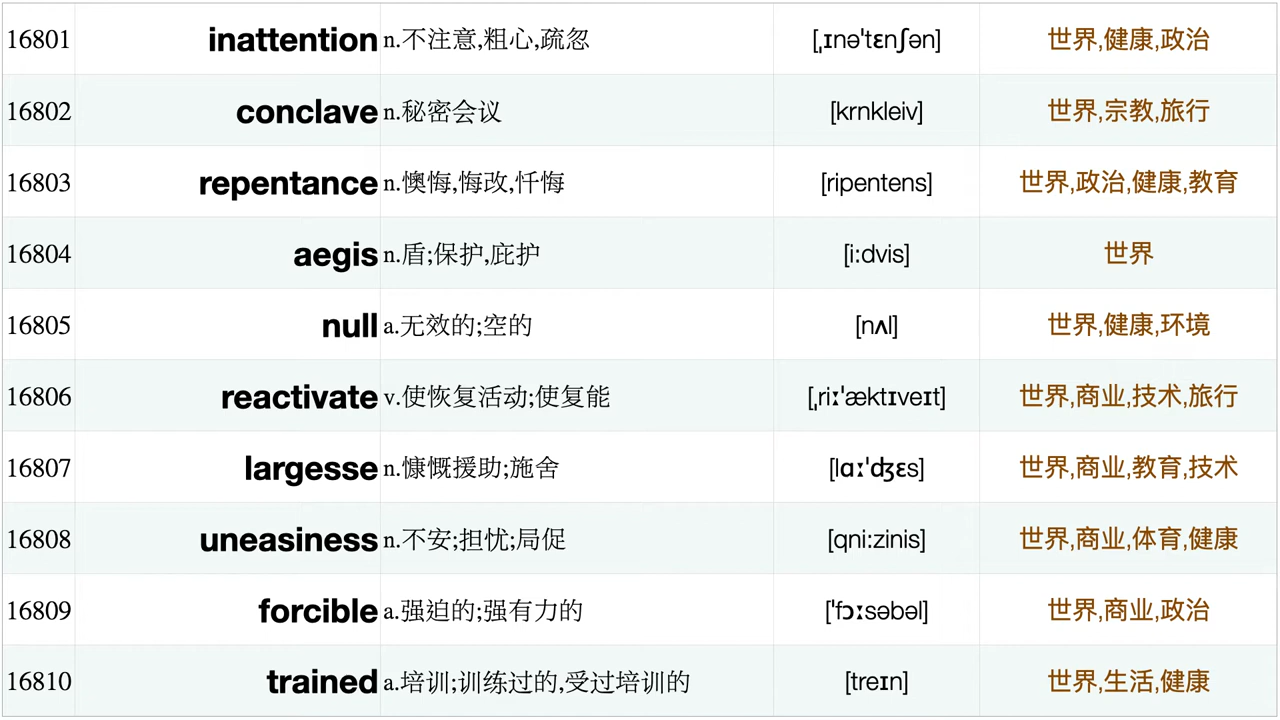 16801 inattention n.不注意,粗心,疏忽 [ˌɪnəˈtɛnʃən] 世界,健康,政治
16802 conclave n.秘密会议 [krnkleiv] 世界,宗教,旅行
16803 repentance n.懊悔,悔改,忏悔 [ripentens] 世界,政治,健康,教育
16804 aegis n.盾;保护,庇护 [i:dvis] 世界
16805 null a.无效的;空的 [nʌl] 世界,健康,环境
16806 reactivate v.使恢复活动;使复能 [ˌriːˈæktɪveɪt] 世界,商业,技术,旅行
16807 largesse n.慷慨援助;施舍 [lɑːˈʤɛs] 世界,商业,教育,技术
16808 uneasiness n.不安;担忧;局促 [qni:zinis] 世界,商业,体育,健康
16809 forcible a.强迫的;强有力的 [ˈfɔːsəbəl] 世界,商业,政治
16810 trained a.培训;训练过的,受过培训的 [treɪn] 世界,生活,健康